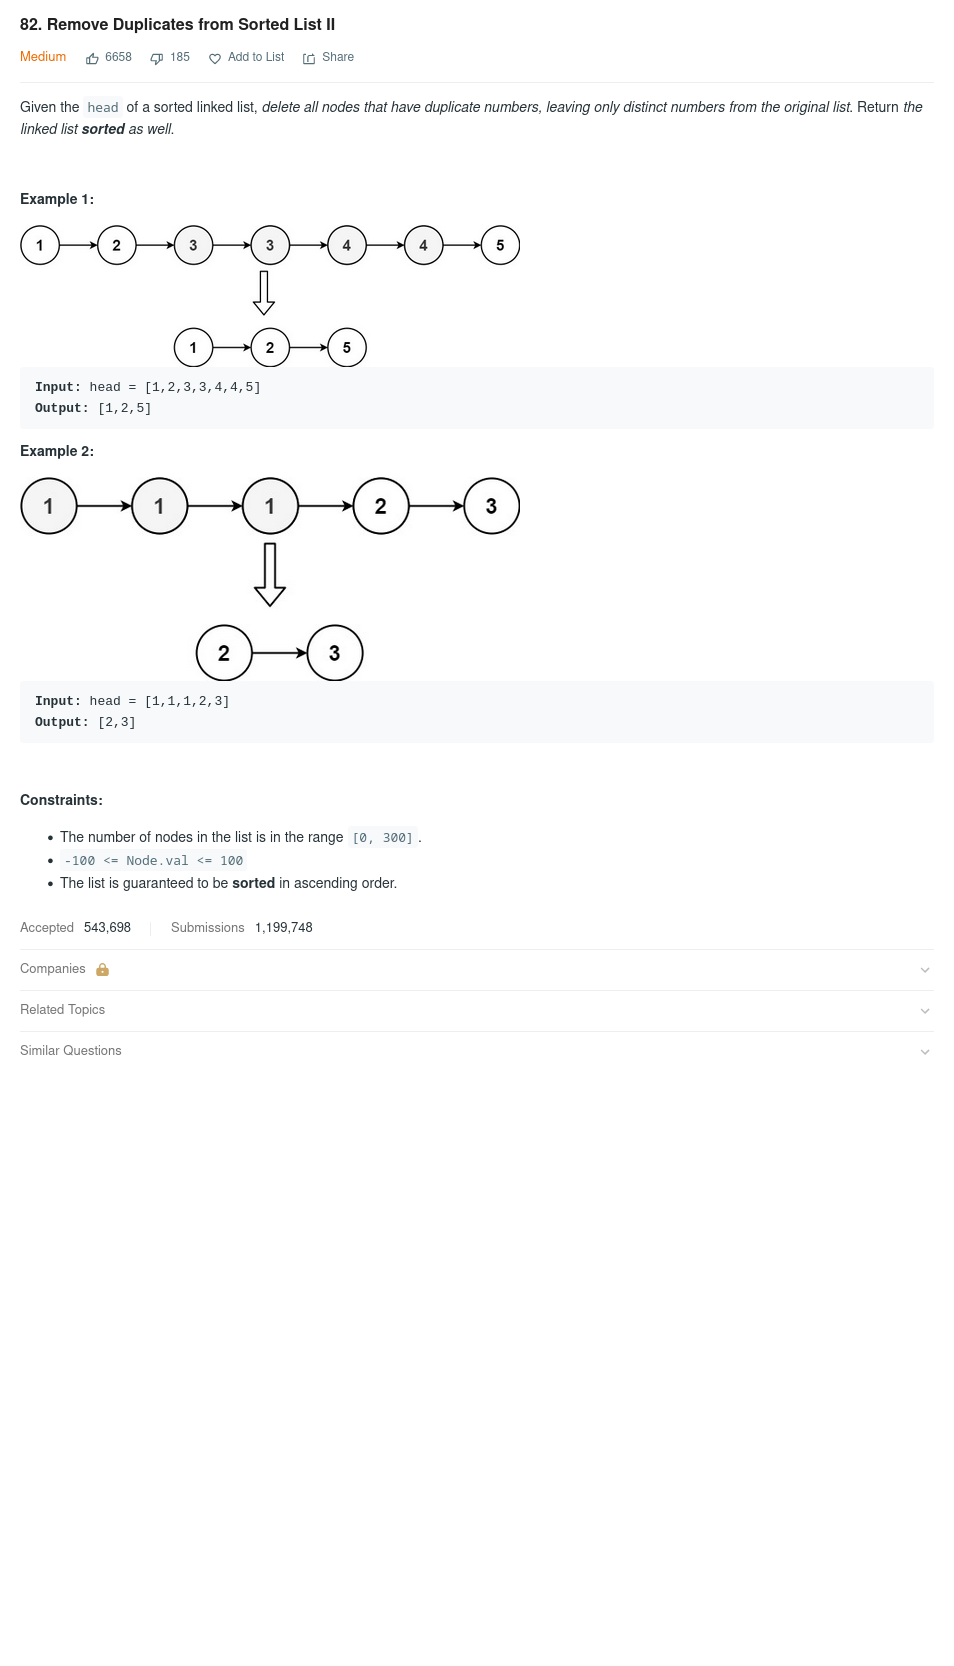 82. Remove Duplicates from Sorted List II
Medium 6658 185 Add to List Share
Given the head of a sorted linked list, delete all nodes that have duplicate numbers, leaving only distinct numbers from the original list. Return the
linked list sorted as well.
Example 1:
1 2 3 3 4 4 5
1 2 5
Input: head = [1,2,3,3,4,4,5]
Output: [1,2,5]
Example 2:
1 1 1 2 3
2 3
Input: head = [1,1,1,2,3]
Output: [2,3]
Constraints:
• The number of nodes in the list is in the range [0, 300].
• -100 <= Node.val <= 100
• The list is guaranteed to be sorted in ascending order.
Accepted 543,698 Submissions 1,199,748
Companies
Related Topics
Similar Questions